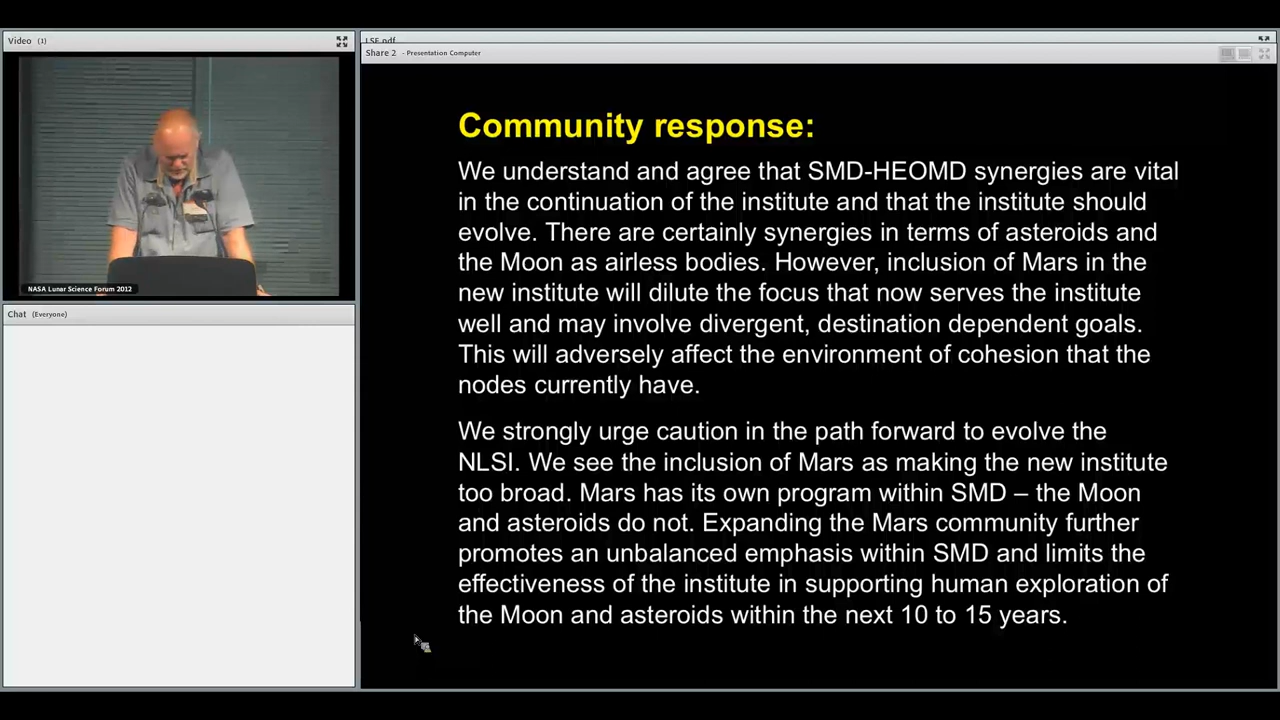 Video (1)
NASA Lunar Science Forum 2012
Chat (Everyone)
LSF.pdf
Share 2 - Presentation Computer
Community response:
We understand and agree that SMD-HEOMD synergies are vital
in the continuation of the institute and that the institute should
evolve. There are certainly synergies in terms of asteroids and
the Moon as airless bodies. However, inclusion of Mars in the
new institute will dilute the focus that now serves the institute
well and may involve divergent, destination dependent goals.
This will adversely affect the environment of cohesion that the
nodes currently have.
We strongly urge caution in the path forward to evolve the
NLSI. We see the inclusion of Mars as making the new institute
too broad. Mars has its own program within SMD – the Moon
and asteroids do not. Expanding the Mars community further
promotes an unbalanced emphasis within SMD and limits the
effectiveness of the institute in supporting human exploration of
the Moon and asteroids within the next 10 to 15 years.